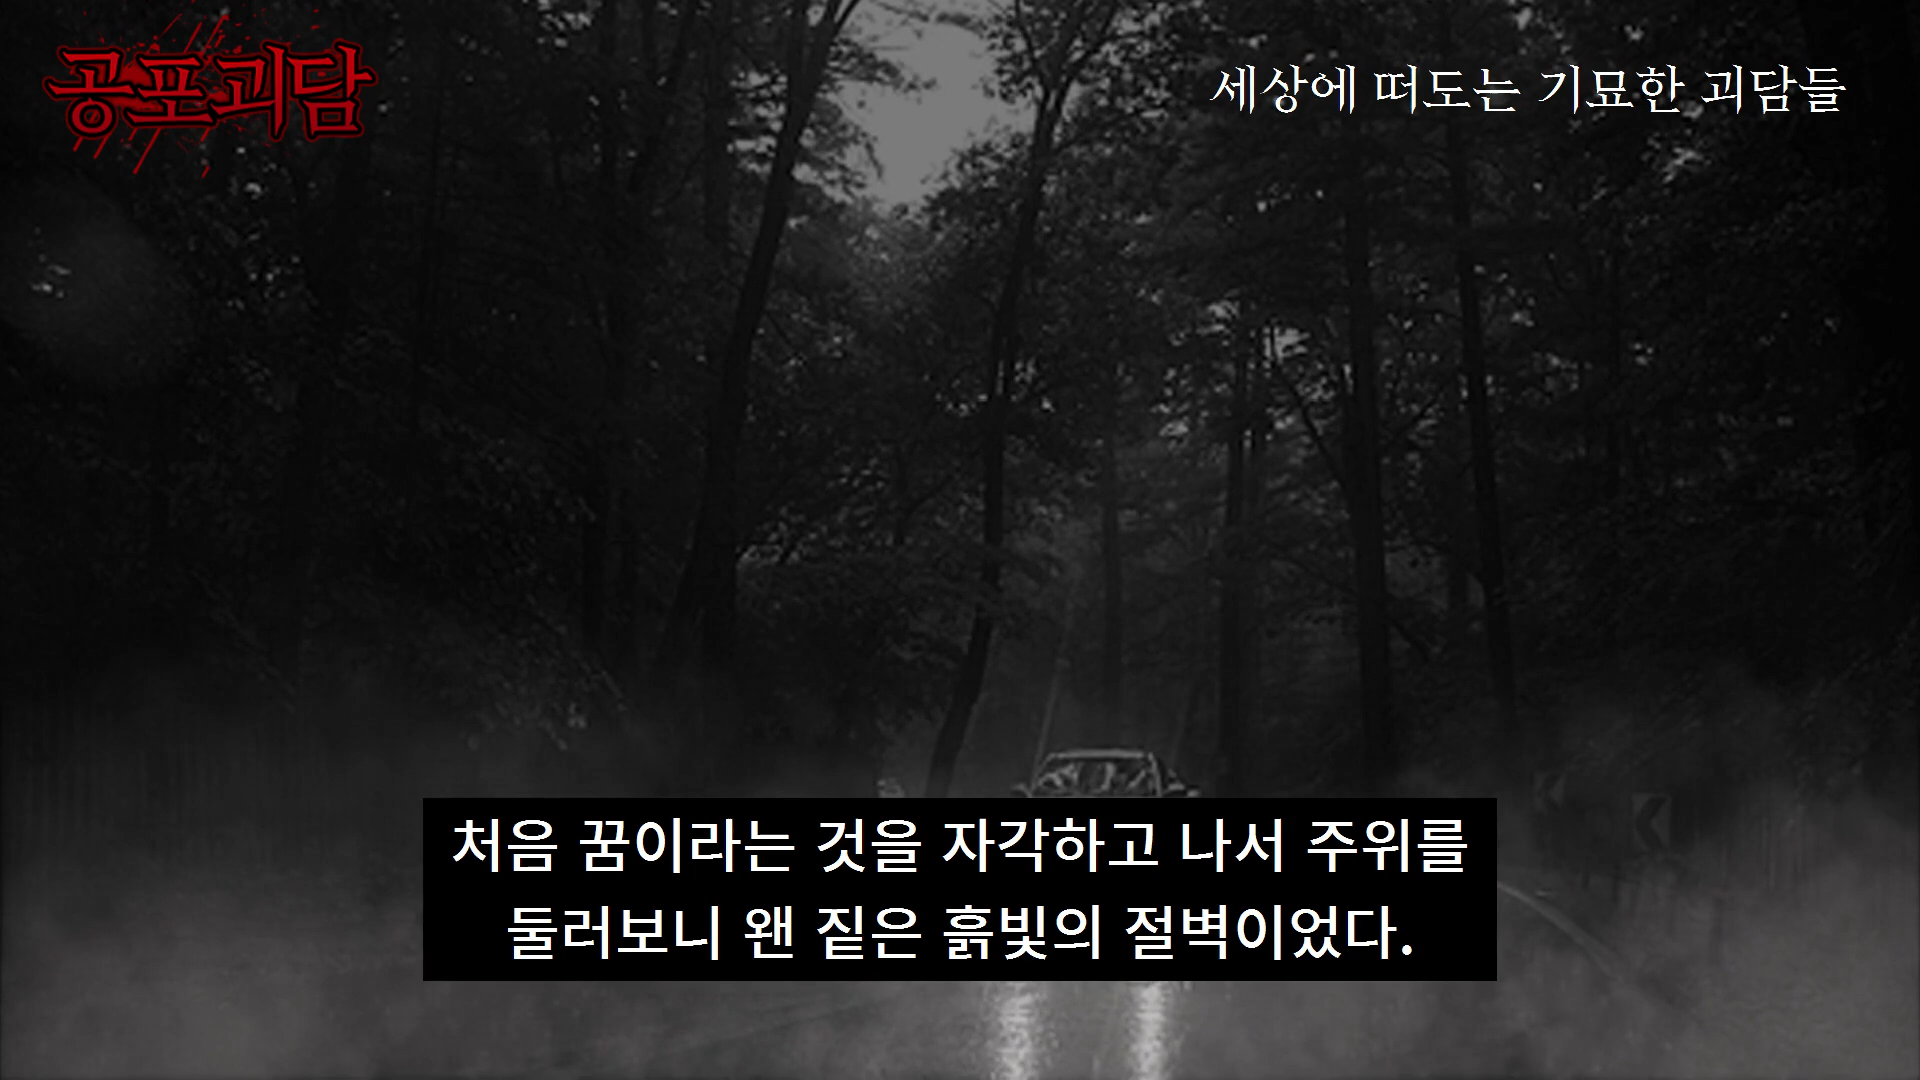 공포괴담
세상에 떠도는 기묘한 괴담들
처음 꿈이라는 것을 자각하고 나서 주위를
둘러보니 왠 짙은 흙빛의 절벽이었다.